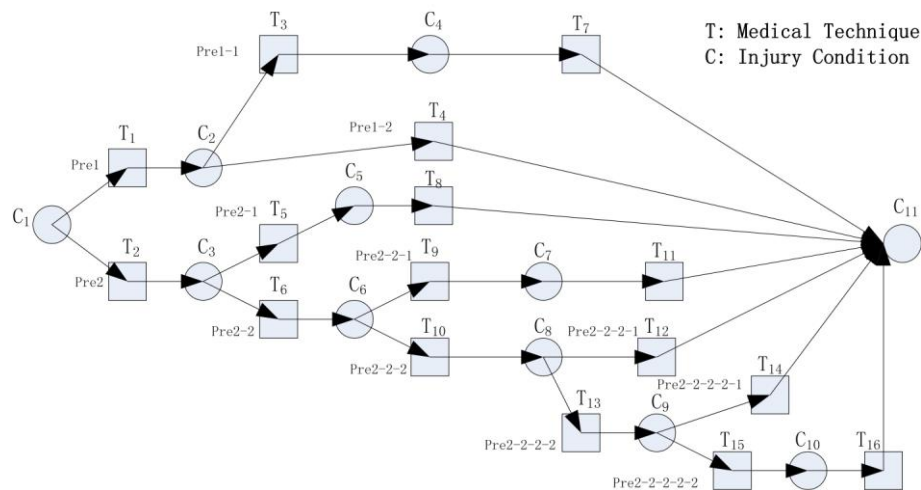 T₃
C₄
T₇
T: Medical Technique
C: Injury Condition
Pre1-1
T₁
C₂
Pre1-2
T₄
Pre1
C₅
T₈
C₁
Pre2-1
T₅
C₁₁
T₂
C₃
Pre2-2-1
T₉
C₇
T₁₁
Pre2
T₆
C₆
Pre2-2
T₁₀
C₈
Pre2-2-2-1
T₁₂
Pre2-2-2
Pre2-2-2-2-1
T₁₄
T₁₃
C₉
Pre2-2-2-2
T₁₅
C₁₀
T₁₆
Pre2-2-2-2-2